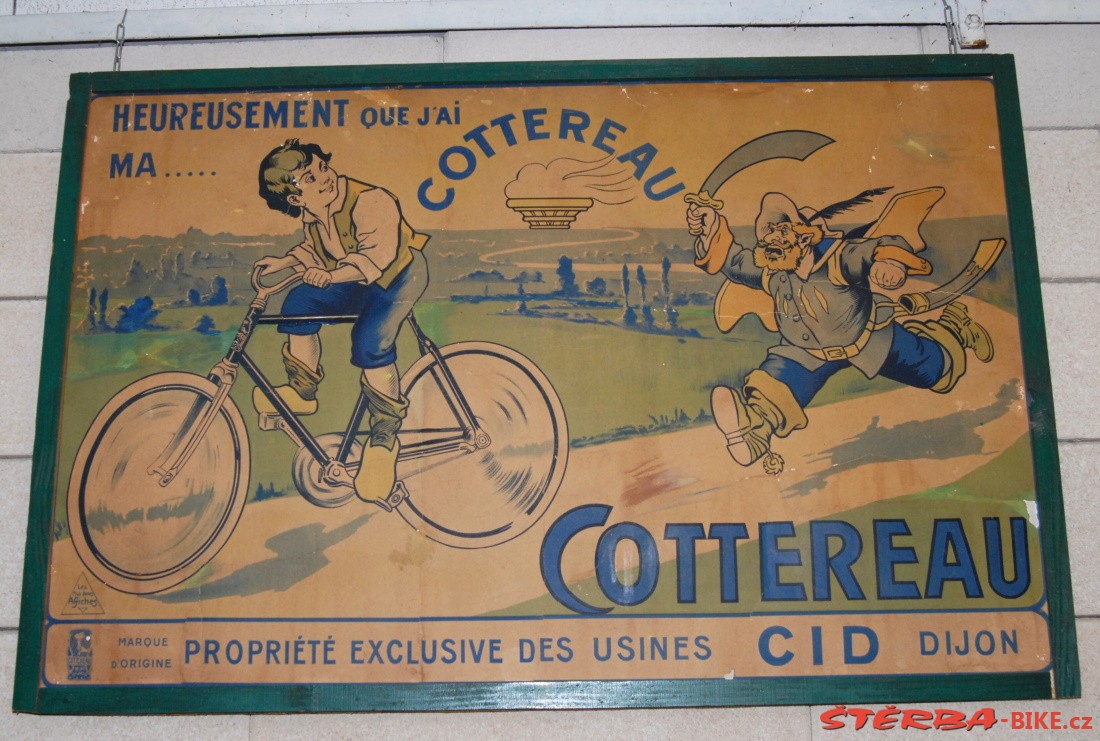 HEUREUSEMENT QUE J'AI
MA.....
COTTEREAU
COTTEREAU
MARQUE
D'ORIGINE
PROPRIÉTÉ EXCLUSIVE DES USINES CID DIJON
ŠTĚRBA-BIKE.cz